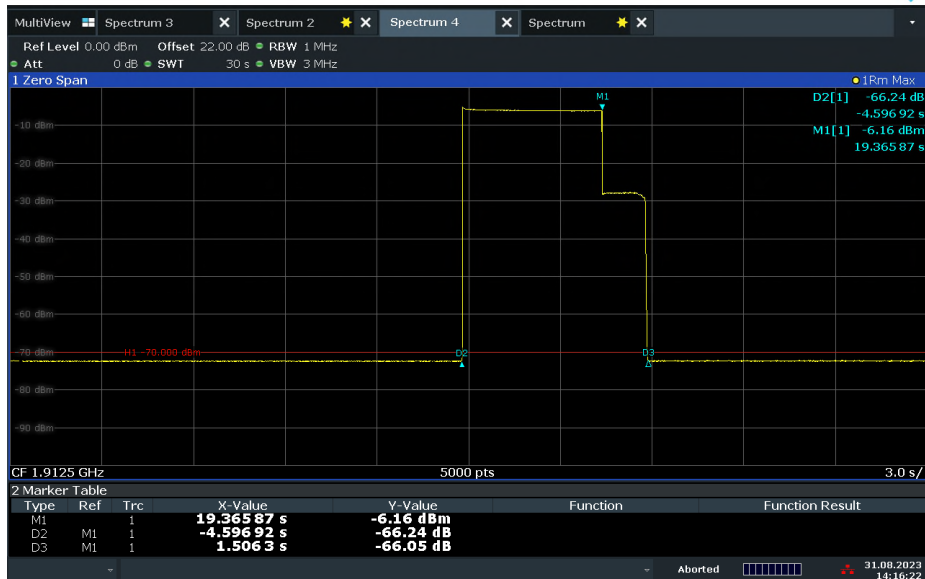 MultiView Spectrum 3 X Spectrum 2 X Spectrum 4 X Spectrum X
Ref Level 0.00 dBm Offset 22.00 dB RBW 1 MHz
Att 0 dB SWT 30 s VBW 3 MHz
1 Zero Span 1Rm Max
M1
D2[1] -66.24 dB
-4.596 92 s
M1[1] -6.16 dBm
19.365 87 s
-10 dBm
-20 dBm
-30 dBm
-40 dBm
-50 dBm
-60 dBm
-70 dBm H1 -70.000 dBm D2 D3
-80 dBm
-90 dBm
CF 1.9125 GHz 5000 pts 3.0 s/
2 Marker Table
Type Ref Trc X-Value Y-Value Function Function Result
M1 1 19.365 87 s -6.16 dBm
D2 M1 1 -4.596 92 s -66.24 dB
D3 M1 1 1.506 3 s -66.05 dB
Aborted 31.08.2023
14:16:22